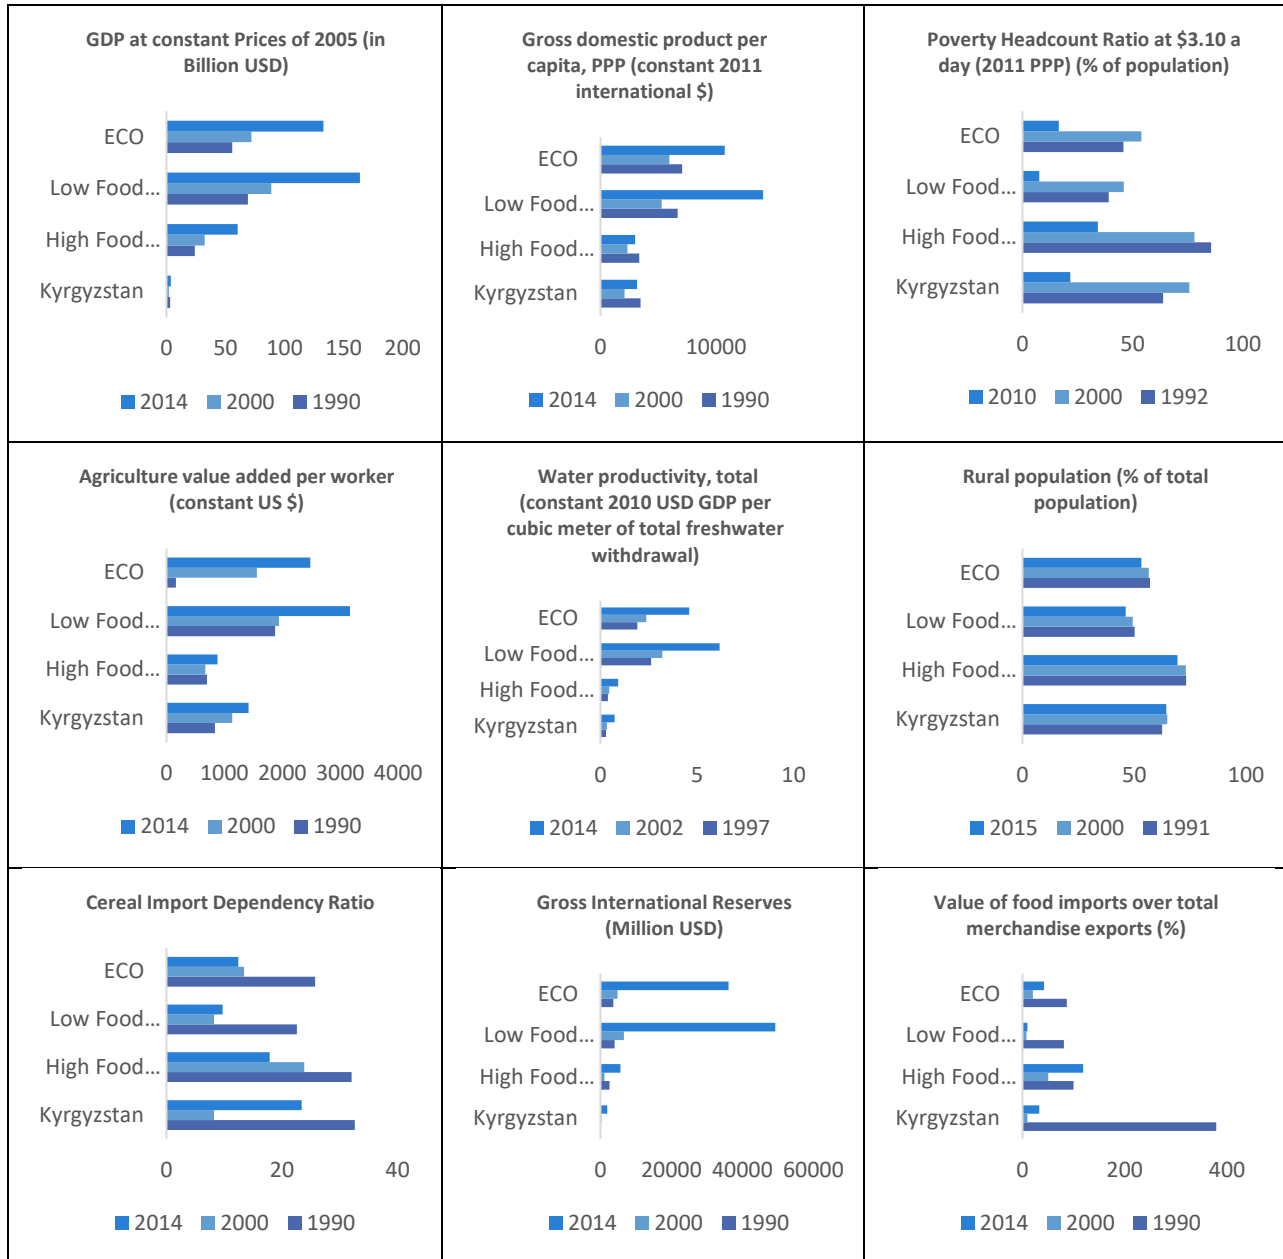 GDP at constant Prices of 2005 (in
Billion USD)
ECO
Low Food...
High Food...
Kyrgyzstan
0 50 100 150 200
2014 2000 1990
Gross domestic product per
capita, PPP (constant 2011
international $)
ECO
Low Food...
High Food...
Kyrgyzstan
0 10000
2014 2000 1990
Poverty Headcount Ratio at $3.10 a
day (2011 PPP) (% of population)
ECO
Low Food...
High Food...
Kyrgyzstan
0 50 100
2010 2000 1992
Agriculture value added per worker
(constant US $)
ECO
Low Food...
High Food...
Kyrgyzstan
0 1000 2000 3000 4000
2014 2000 1990
Water productivity, total
(constant 2010 USD GDP per
cubic meter of total freshwater
withdrawal)
ECO
Low Food...
High Food...
Kyrgyzstan
0 5 10
2014 2002 1997
Rural population (% of total
population)
ECO
Low Food...
High Food...
Kyrgyzstan
0 50 100
2015 2000 1991
Cereal Import Dependency Ratio
ECO
Low Food...
High Food...
Kyrgyzstan
0 20 40
2014 2000 1990
Gross International Reserves
(Million USD)
ECO
Low Food...
High Food...
Kyrgyzstan
0 20000 40000 60000
2014 2000 1990
Value of food imports over total
merchandise exports (%)
ECO
Low Food...
High Food...
Kyrgyzstan
0 200 400
2014 2000 1990